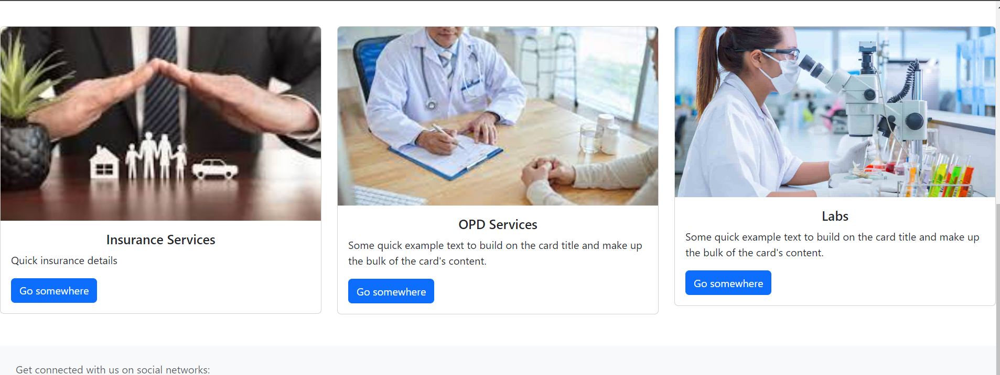 Insurance Services
Quick insurance details
Go somewhere
OPD Services
Some quick example text to build on the card title and make up
the bulk of the card's content.
Go somewhere
Labs
Some quick example text to build on the card title and make up
the bulk of the card's content.
Go somewhere
Get connected with us on social networks: